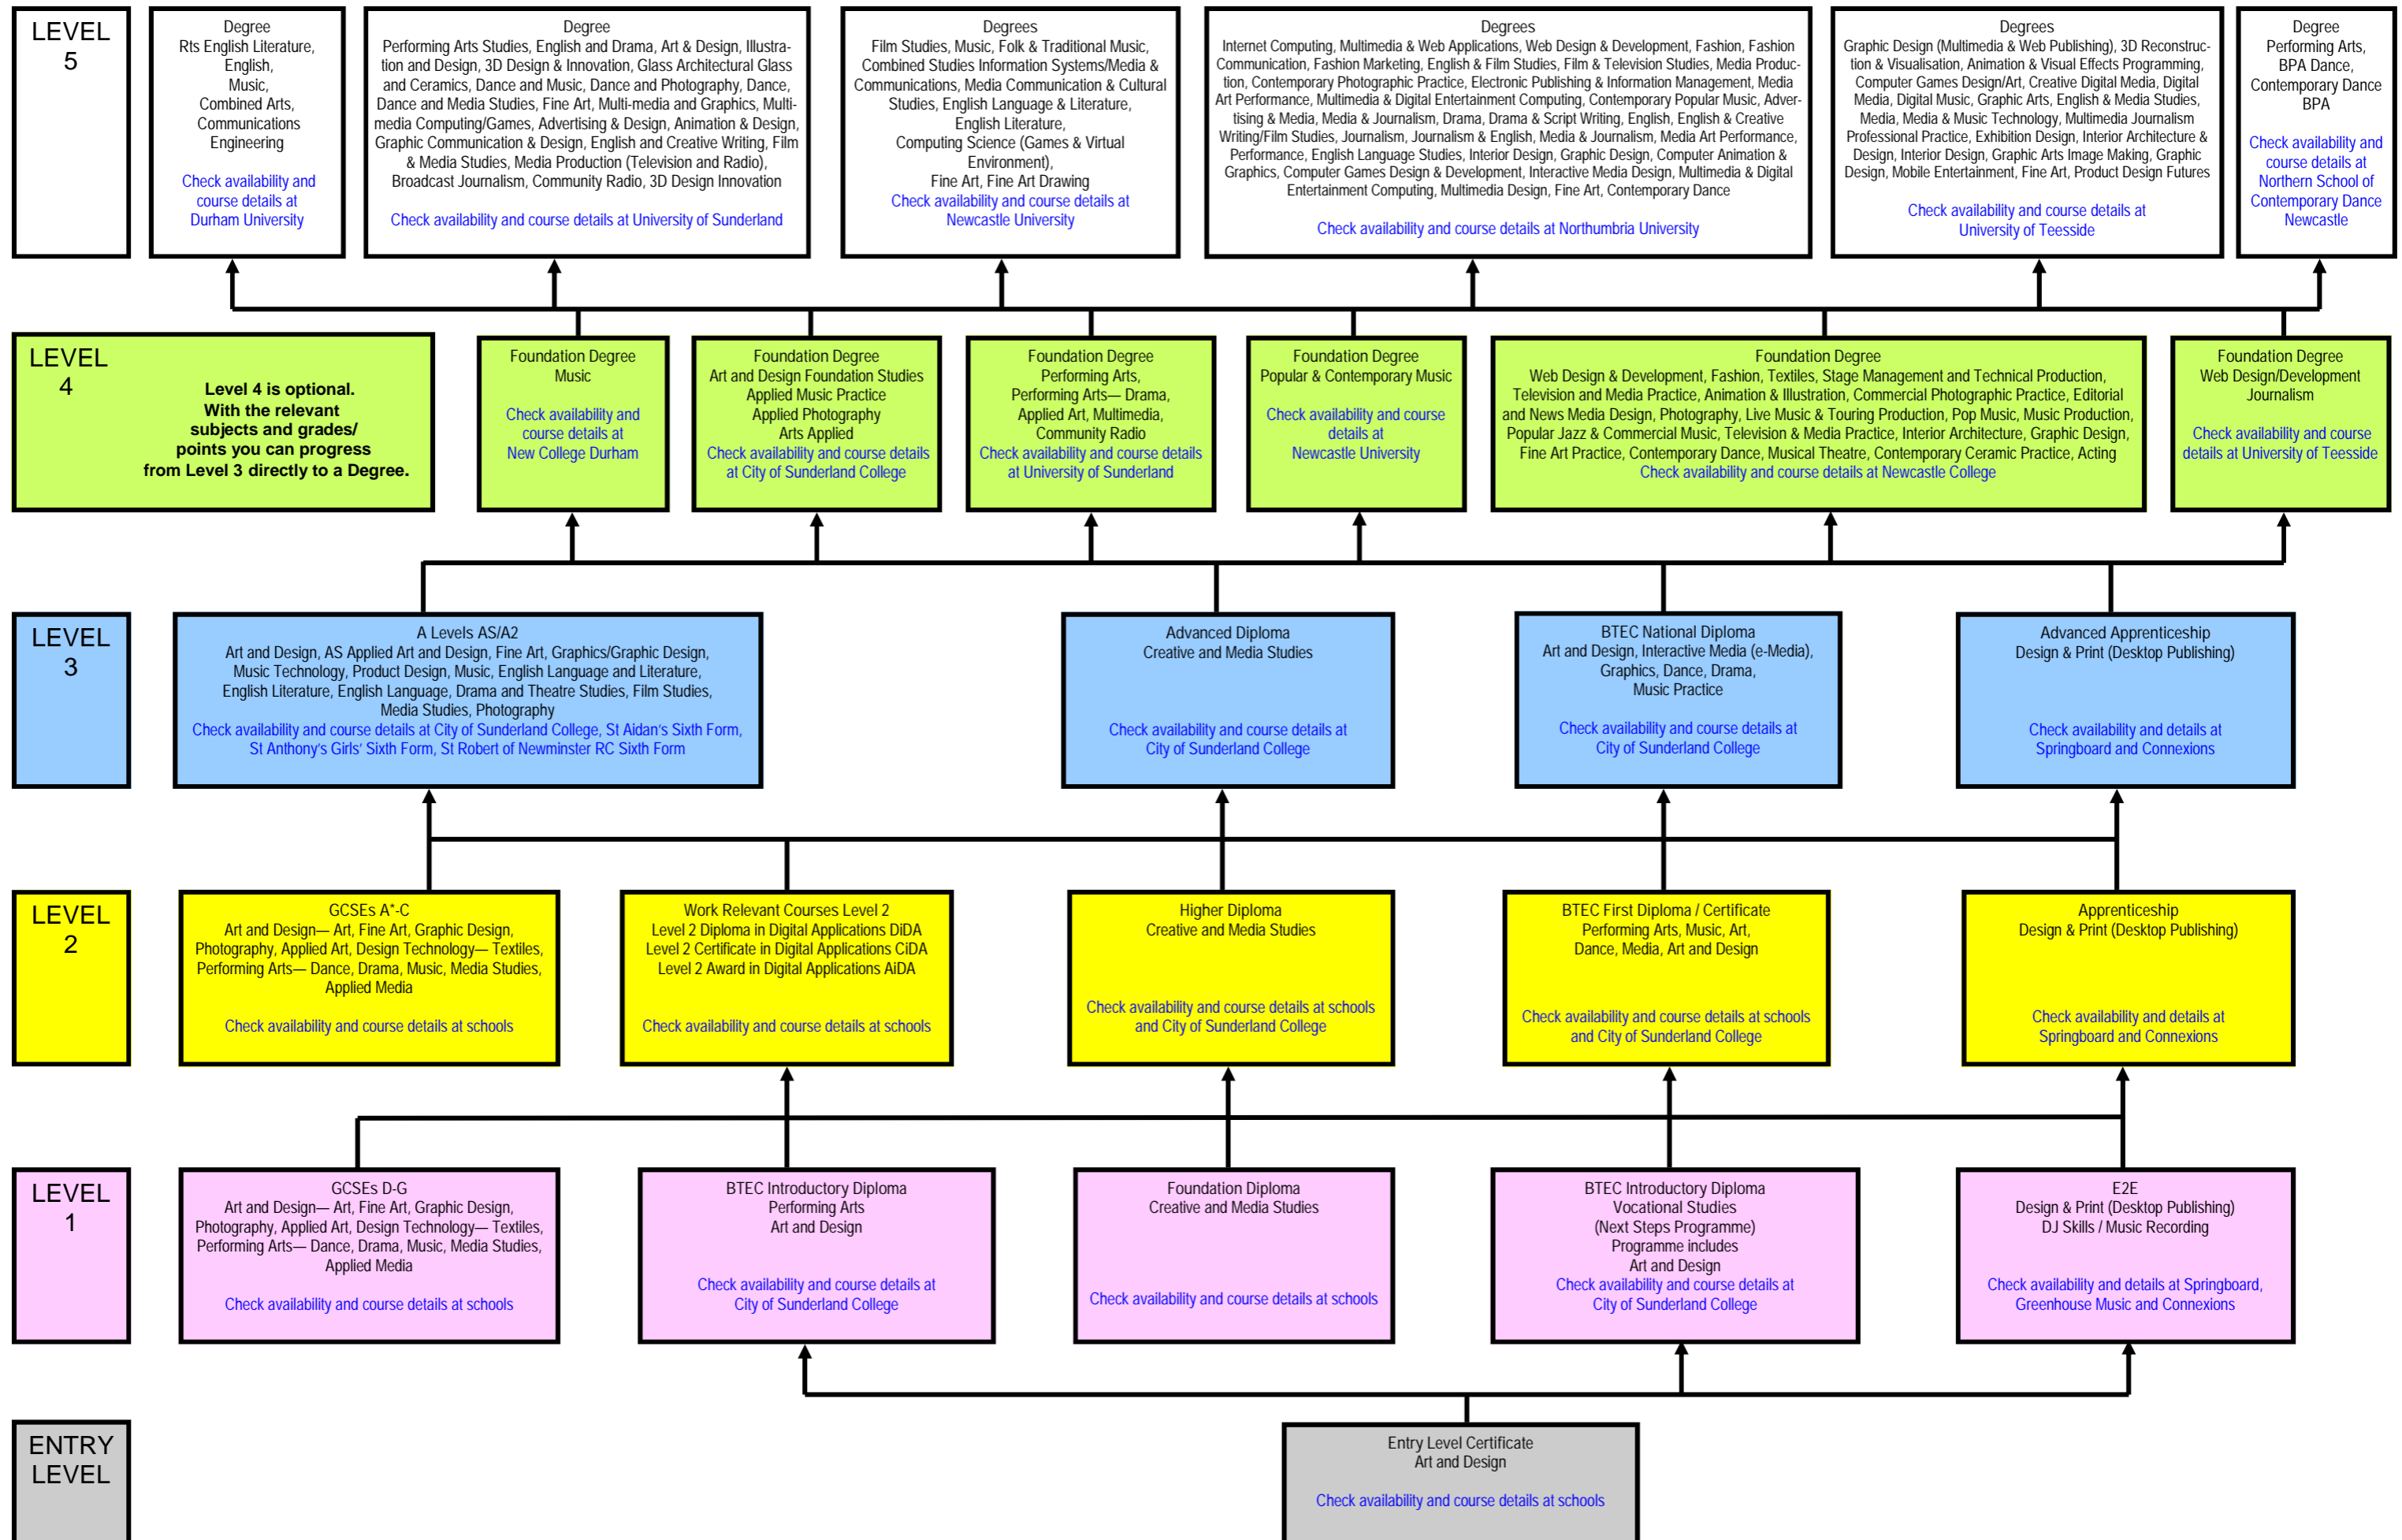 LEVEL
5
Degree
Rts English Literature,
English,
Music,
Combined Arts,
Communications
Engineering
Check availability and
course details at
Durham University
Degree
Performing Arts Studies, English and Drama, Art & Design, Illustra-
tion and Design, 3D Design & Innovation, Glass Architectural Glass
and Ceramics, Dance and Music, Dance and Photography, Dance,
Dance and Media Studies, Fine Art, Multi-media and Graphics, Multi-
media Computing/Games, Advertising & Design, Animation & Design,
Graphic Communication & Design, English and Creative Writing, Film
& Media Studies, Media Production (Television and Radio),
Broadcast Journalism, Community Radio, 3D Design Innovation
Check availability and course details at University of Sunderland
Degrees
Film Studies, Music, Folk & Traditional Music,
Combined Studies Information Systems/Media &
Communications, Media Communication & Cultural
Studies, English Language & Literature,
English Literature,
Computing Science (Games & Virtual
Environment),
Fine Art, Fine Art Drawing
Check availability and course details at
Newcastle University
Degrees
Internet Computing, Multimedia & Web Applications, Web Design & Development, Fashion, Fashion
Communication, Fashion Marketing, English & Film Studies, Film & Television Studies, Media Produc-
tion, Contemporary Photographic Practice, Electronic Publishing & Information Management, Media
Art Performance, Multimedia & Digital Entertainment Computing, Contemporary Popular Music, Adver-
tising & Media, Media & Journalism, Drama, Drama & Script Writing, English, English & Creative
Writing/Film Studies, Journalism, Journalism & English, Media & Journalism, Media Art Performance,
Performance, English Language Studies, Interior Design, Graphic Design, Computer Animation &
Graphics, Computer Games Design & Development, Interactive Media Design, Multimedia & Digital
Entertainment Computing, Multimedia Design, Fine Art, Contemporary Dance
Check availability and course details at Northumbria University
Degrees
Graphic Design (Multimedia & Web Publishing), 3D Reconstruc-
tion & Visualisation, Animation & Visual Effects Programming,
Computer Games Design/Art, Creative Digital Media, Digital
Media, Digital Music, Graphic Arts, English & Media Studies,
Media, Media & Music Technology, Multimedia Journalism
Professional Practice, Exhibition Design, Interior Architecture &
Design, Interior Design, Graphic Arts Image Making, Graphic
Design, Mobile Entertainment, Fine Art, Product Design Futures
Check availability and course details at
University of Teesside
Degree
Performing Arts,
BPA Dance,
Contemporary Dance
BPA
Check availability and
course details at
Northern School of
Contemporary Dance
Newcastle
LEVEL
4
Level 4 is optional.
With the relevant
subjects and grades/
points you can progress
from Level 3 directly to a Degree.
Foundation Degree
Music
Check availability and
course details at
New College Durham
Foundation Degree
Art and Design Foundation Studies
Applied Music Practice
Applied Photography
Arts Applied
Check availability and course details
at City of Sunderland College
Foundation Degree
Performing Arts,
Performing Arts— Drama,
Applied Art, Multimedia,
Community Radio
Check availability and course details
at University of Sunderland
Foundation Degree
Popular & Contemporary Music
Check availability and course
details at
Newcastle University
Foundation Degree
Web Design & Development, Fashion, Textiles, Stage Management and Technical Production,
Television and Media Practice, Animation & Illustration, Commercial Photographic Practice, Editorial
and News Media Design, Photography, Live Music & Touring Production, Pop Music, Music Production,
Popular Jazz & Commercial Music, Television & Media Practice, Interior Architecture, Graphic Design,
Fine Art Practice, Contemporary Dance, Musical Theatre, Contemporary Ceramic Practice, Acting
Check availability and course details at Newcastle College
Foundation Degree
Web Design/Development
Journalism
Check availability and course
details at University of Teesside
LEVEL
3
A Levels AS/A2
Art and Design, AS Applied Art and Design, Fine Art, Graphics/Graphic Design,
Music Technology, Product Design, Music, English Language and Literature,
English Literature, English Language, Drama and Theatre Studies, Film Studies,
Media Studies, Photography
Check availability and course details at City of Sunderland College, St Aidan's Sixth Form,
St Anthony's Girls' Sixth Form, St Robert of Newminster RC Sixth Form
Advanced Diploma
Creative and Media Studies
Check availability and course details at
City of Sunderland College
BTEC National Diploma
Art and Design, Interactive Media (e-Media),
Graphics, Dance, Drama,
Music Practice
Check availability and course details at
City of Sunderland College
Advanced Apprenticeship
Design & Print (Desktop Publishing)
Check availability and details at
Springboard and Connexions
LEVEL
2
GCSEs A*-C
Art and Design— Art, Fine Art, Graphic Design,
Photography, Applied Art, Design Technology— Textiles,
Performing Arts— Dance, Drama, Music, Media Studies,
Applied Media
Check availability and course details at schools
Work Relevant Courses Level 2
Level 2 Diploma in Digital Applications DiDA
Level 2 Certificate in Digital Applications CiDA
Level 2 Award in Digital Applications AiDA
Check availability and course details at schools
Higher Diploma
Creative and Media Studies
Check availability and course details at schools
and City of Sunderland College
BTEC First Diploma / Certificate
Performing Arts, Music, Art,
Dance, Media, Art and Design
Check availability and course details at schools
and City of Sunderland College
Apprenticeship
Design & Print (Desktop Publishing)
Check availability and details at
Springboard and Connexions
LEVEL
1
GCSEs D-G
Art and Design— Art, Fine Art, Graphic Design,
Photography, Applied Art, Design Technology— Textiles,
Performing Arts— Dance, Drama, Music, Media Studies,
Applied Media
Check availability and course details at schools
BTEC Introductory Diploma
Performing Arts
Art and Design
Check availability and course details at
City of Sunderland College
Foundation Diploma
Creative and Media Studies
Check availability and course details at schools
BTEC Introductory Diploma
Vocational Studies
(Next Steps Programme)
Programme includes
Art and Design
Check availability and course details at
City of Sunderland College
E2E
Design & Print (Desktop Publishing)
DJ Skills / Music Recording
Check availability and details at Springboard,
Greenhouse Music and Connexions
ENTRY
LEVEL
Entry Level Certificate
Art and Design
Check availability and course details at schools